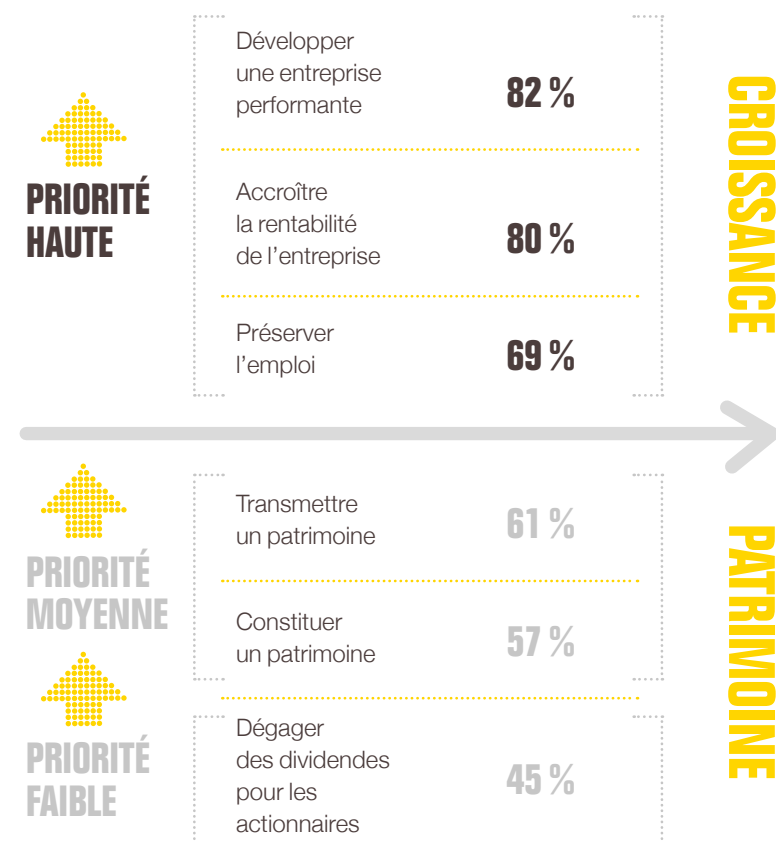 Développer
une entreprise
performante
82 %
PRIORITÉ
HAUTE
Accroître
la rentabilité
de l'entreprise
80 %
Préserver
l'emploi
69 %
CROISSANCE
PRIORITÉ
MOYENNE
Transmettre
un patrimoine
61 %
Constituer
un patrimoine
57 %
PRIORITÉ
FAIBLE
Dégager
des dividendes
pour les
actionnaires
45 %
PATRIMOINE